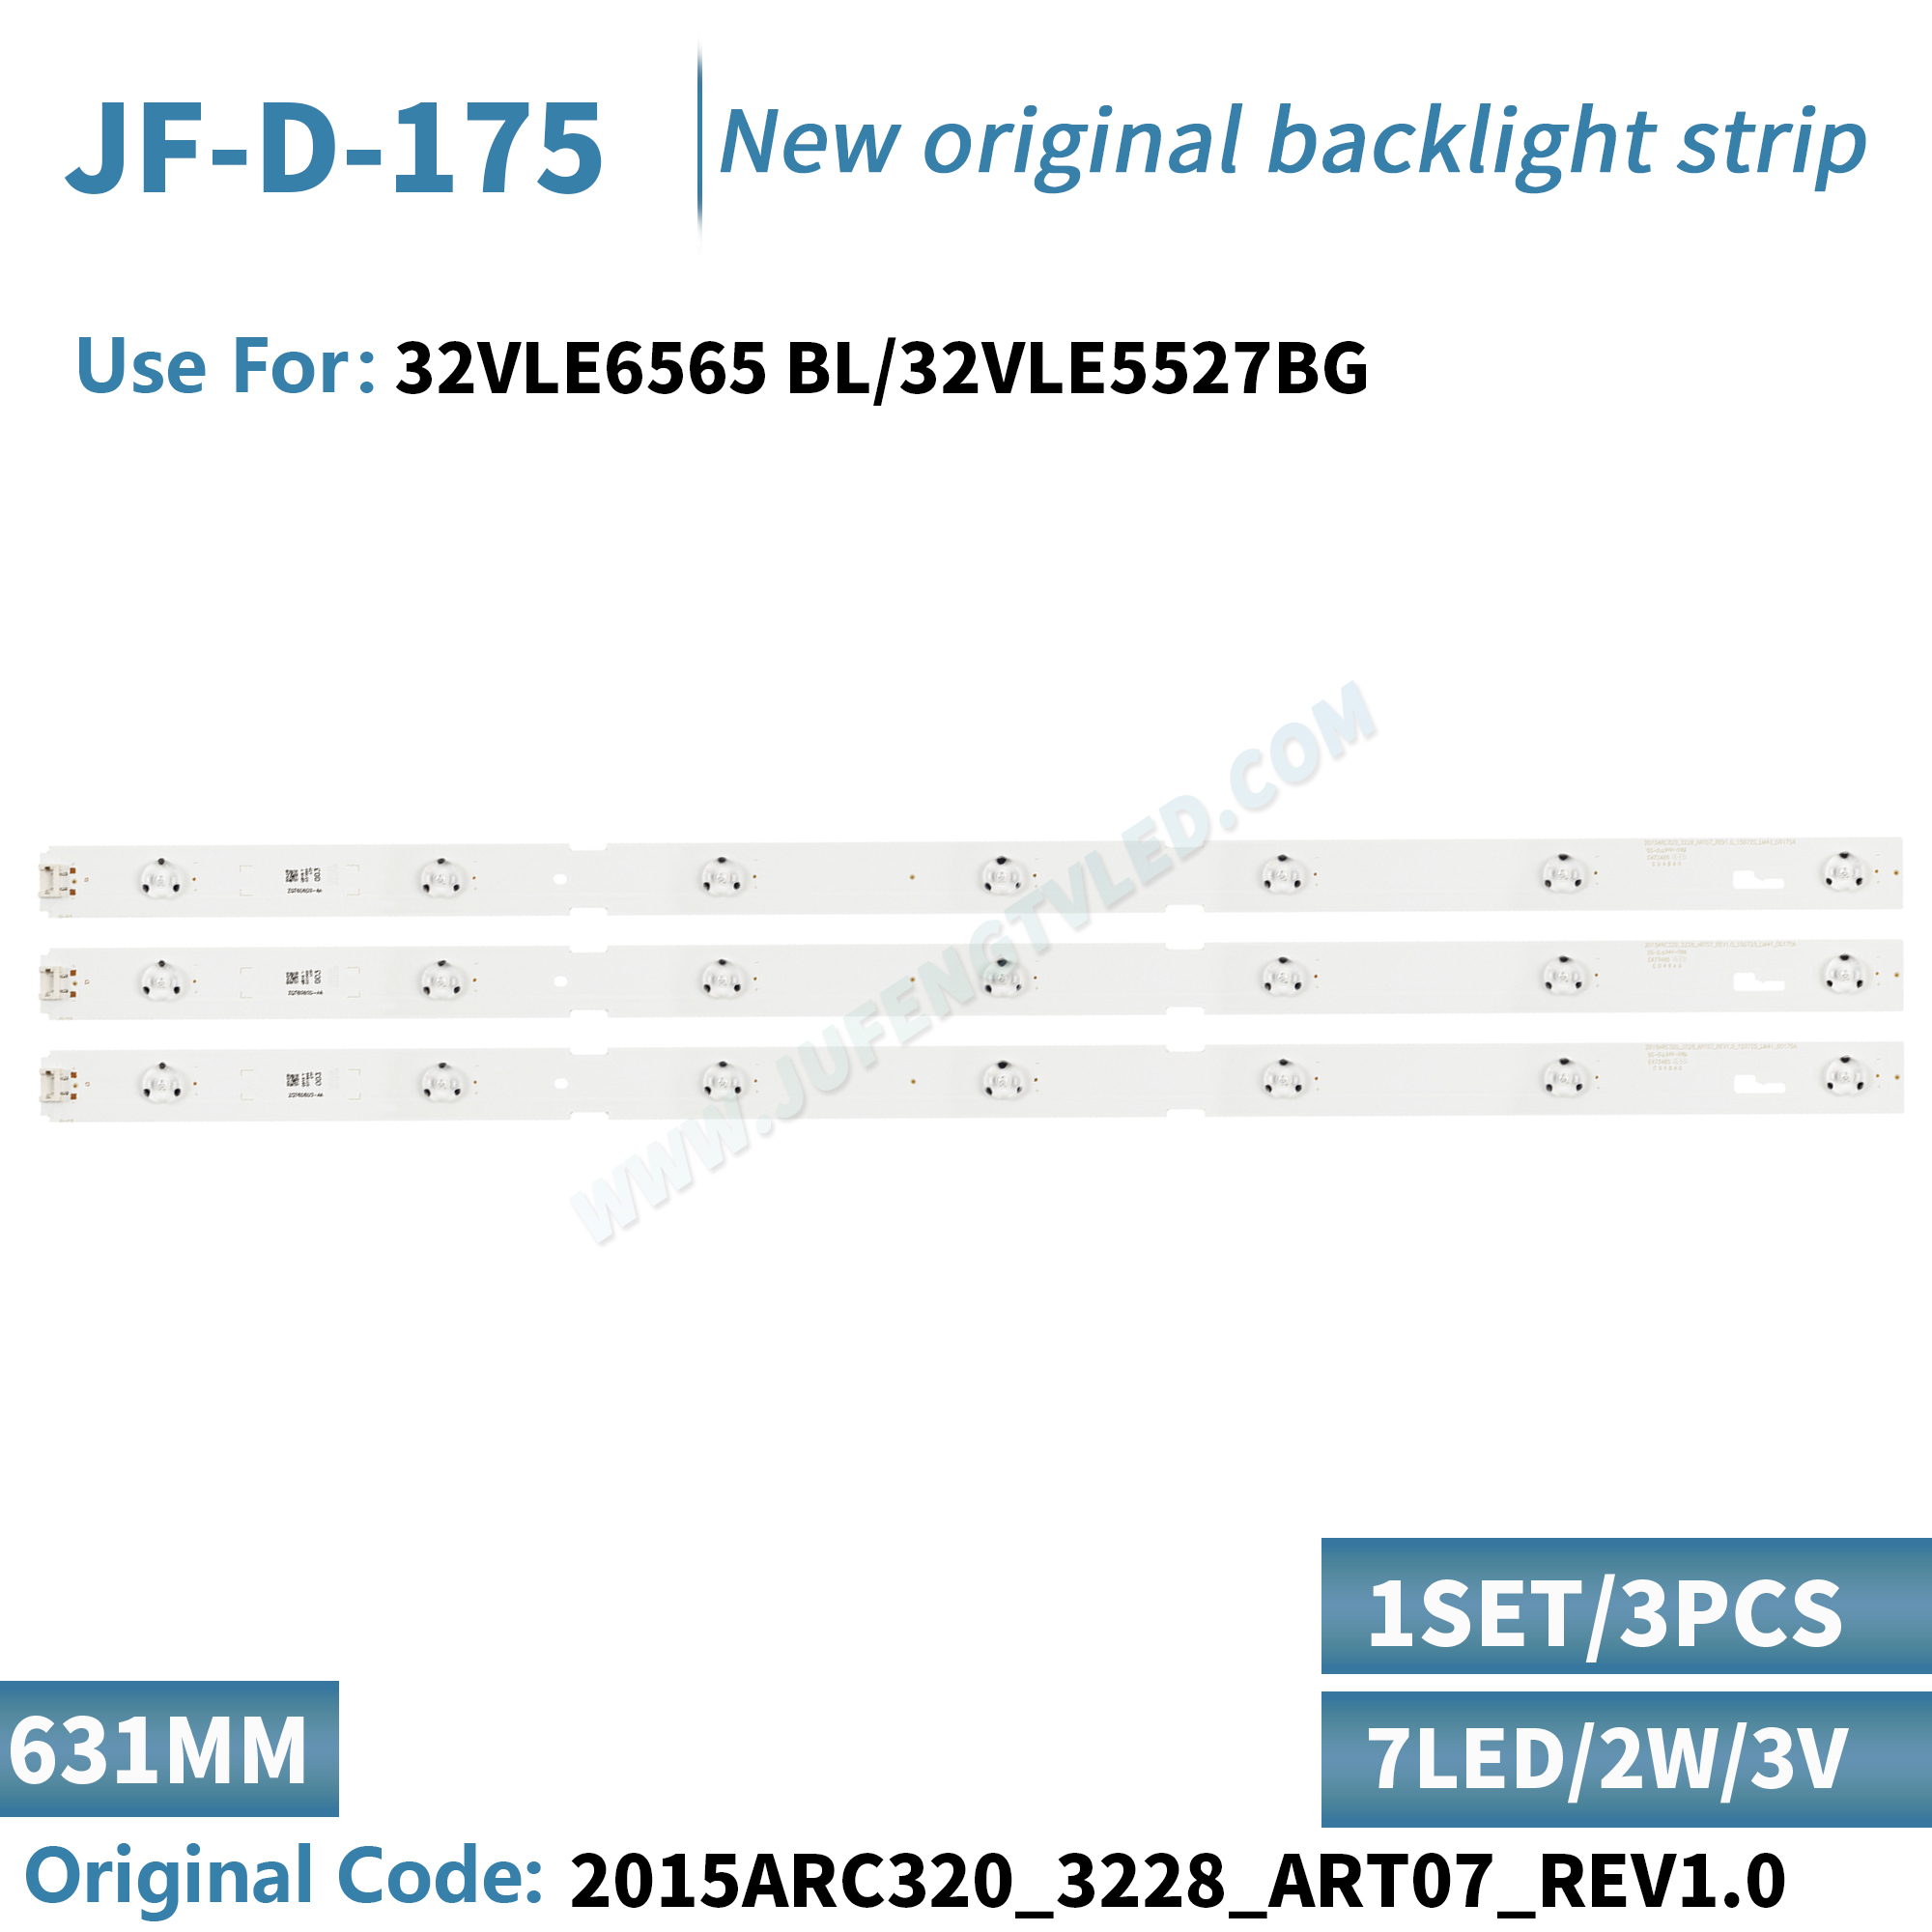 JF-D-175
New original backlight strip
Use For: 32VLE6565 BL/32VLE5527BG
WWW.JUFENGTVLED.COM
1SET/3PCS
631MM
7LED/2W/3V
Original Code: 2015ARC320_3228_ART07_REV1.0